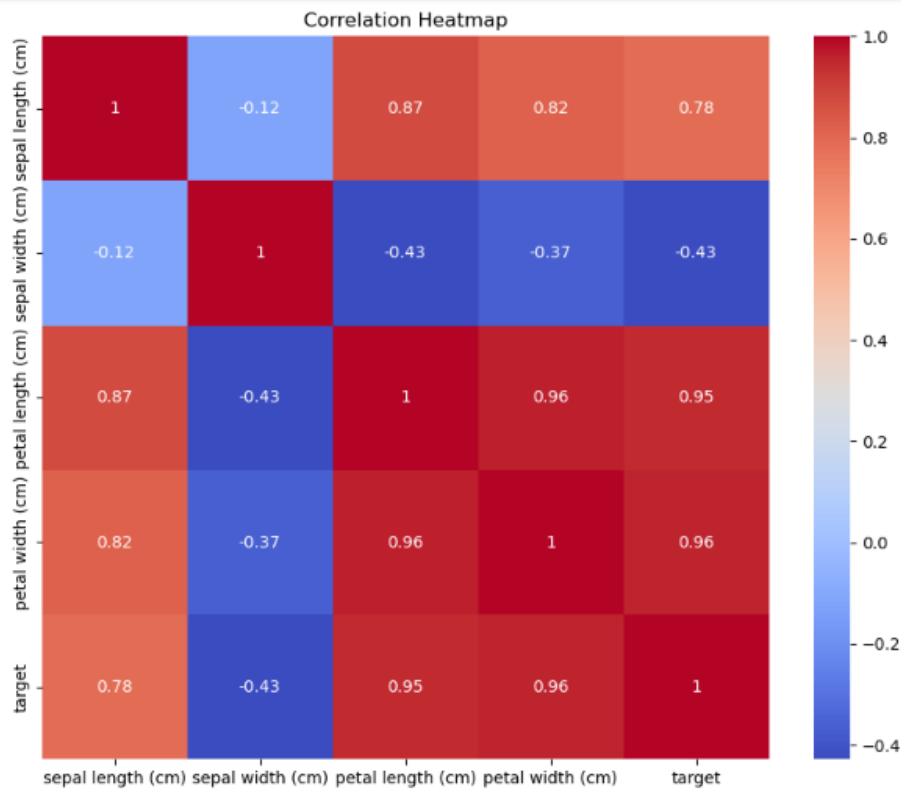 Correlation Heatmap
sepal length (cm) 1 -0.12 0.87 0.82 0.78
sepal width (cm) -0.12 1 -0.43 -0.37 -0.43
petal length (cm) 0.87 -0.43 1 0.96 0.95
petal width (cm) 0.82 -0.37 0.96 1 0.96
target 0.78 -0.43 0.95 0.96 1
sepal length (cm) sepal width (cm) petal length (cm) petal width (cm) target
1.0
0.8
0.6
0.4
0.2
0.0
−0.2
−0.4